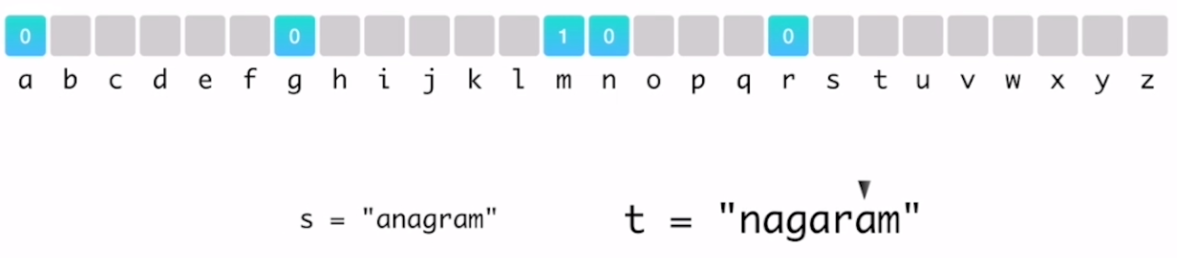 0 0 1 0 0
a b c d e f g h i j k l m n o p q r s t u v w x y z
s = "anagram" t = "nagaram"